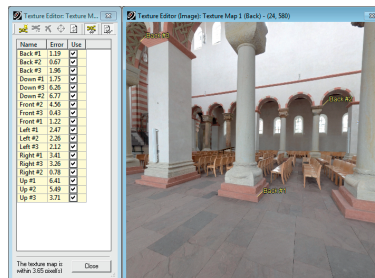 Texture Editor: Texture M...
Name Error Use
Back #1 1.19
Back #2 0.67
Back #3 1.96
Down #1 1.75
Down #3 6.26
Down #2 6.77
Front #2 4.56
Front #3 0.43
Front #1 1.22
Left #1 2.47
Left #2 2.26
Left #3 2.12
Right #1 3.41
Right #3 3.26
Right #2 0.78
Up #1 6.41
Up #2 5.49
Up #3 3.71
The texture map is
within 3.65 pixel(s)
Close
Texture Editor (Image): Texture Map 1 (Back) - (24, 580)
Back #3
Back #2
Back #1